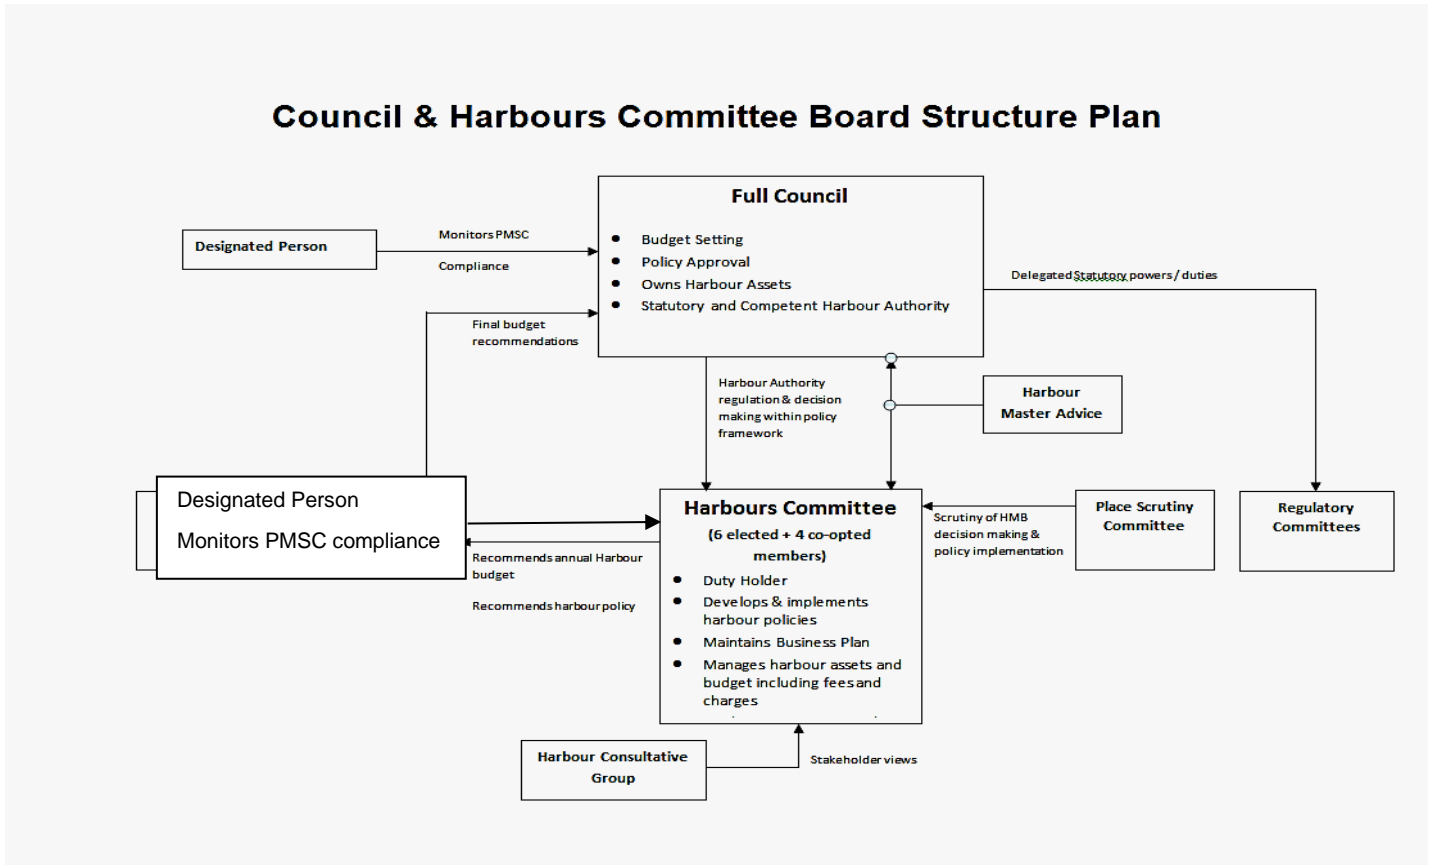 Council & Harbours Committee Board Structure Plan
Full Council
• Budget Setting
• Policy Approval
• Owns Harbour Assets
• Statutory and Competent Harbour Authority
Designated Person
Monitors PMSC
Compliance
Final budget
recommendations
Delegated Statutory powers / duties
Harbour Authority
regulation & decision
making within policy
framework
Harbour
Master Advice
Designated Person
Monitors PMSC compliance
Recommends annual Harbour
budget
Recommends harbour policy
Harbours Committee
(6 elected + 4 co-opted
members)
• Duty Holder
• Develops & implements
harbour policies
• Maintains Business Plan
• Manages harbour assets and
budget including fees and
charges
Scrutiny of HMB
decision making &
policy implementation
Place Scrutiny
Committee
Regulatory
Committees
Harbour Consultative
Group
Stakeholder views